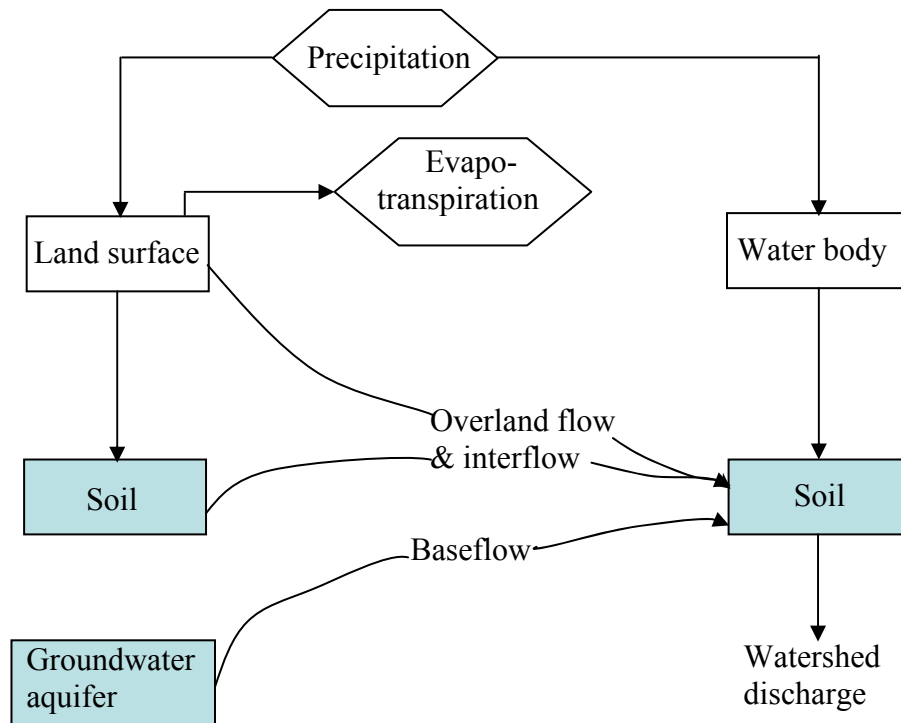 Precipitation
Evapo-
transpiration
Land surface
Water body
Overland flow
& interflow
Soil
Soil
Baseflow
Groundwater
aquifer
Watershed
discharge